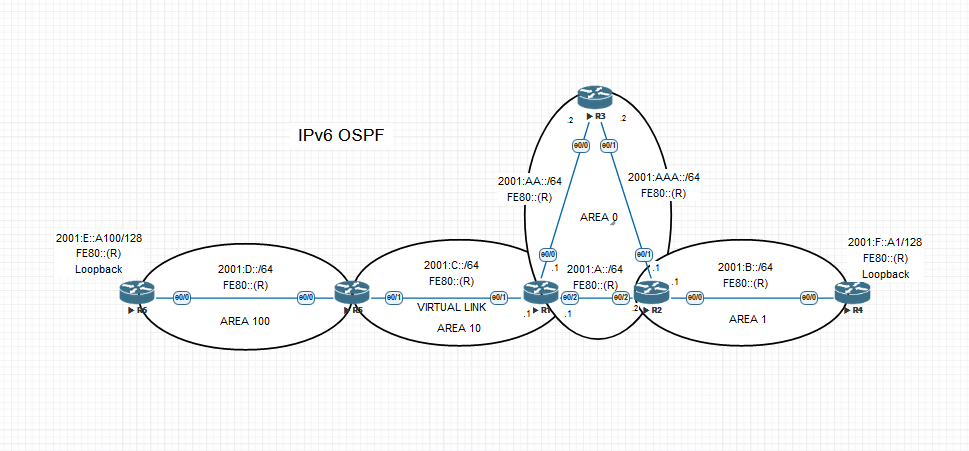 IPv6 OSPF
.2
R3
.2
e0/0
e0/1
2001:AA::/64
FE80::(R)
2001:AAA::/64
FE80::(R)
AREA 0
2001:E::A100/128
FE80::(R)
Loopback
2001:D::/64
FE80::(R)
2001:C::/64
FE80::(R)
e0/0
.1
2001:A::/64
FE80::(R)
e0/1
.1
2001:B::/64
FE80::(R)
2001:F::A1/128
FE80::(R)
Loopback
e0/0
e0/0
e0/1
e0/1
e0/2
e0/2
.1
e0/0
e0/0
R6
R5
VIRTUAL LINK
.1
R1
.1
.2
R2
R4
AREA 100
AREA 10
AREA 1